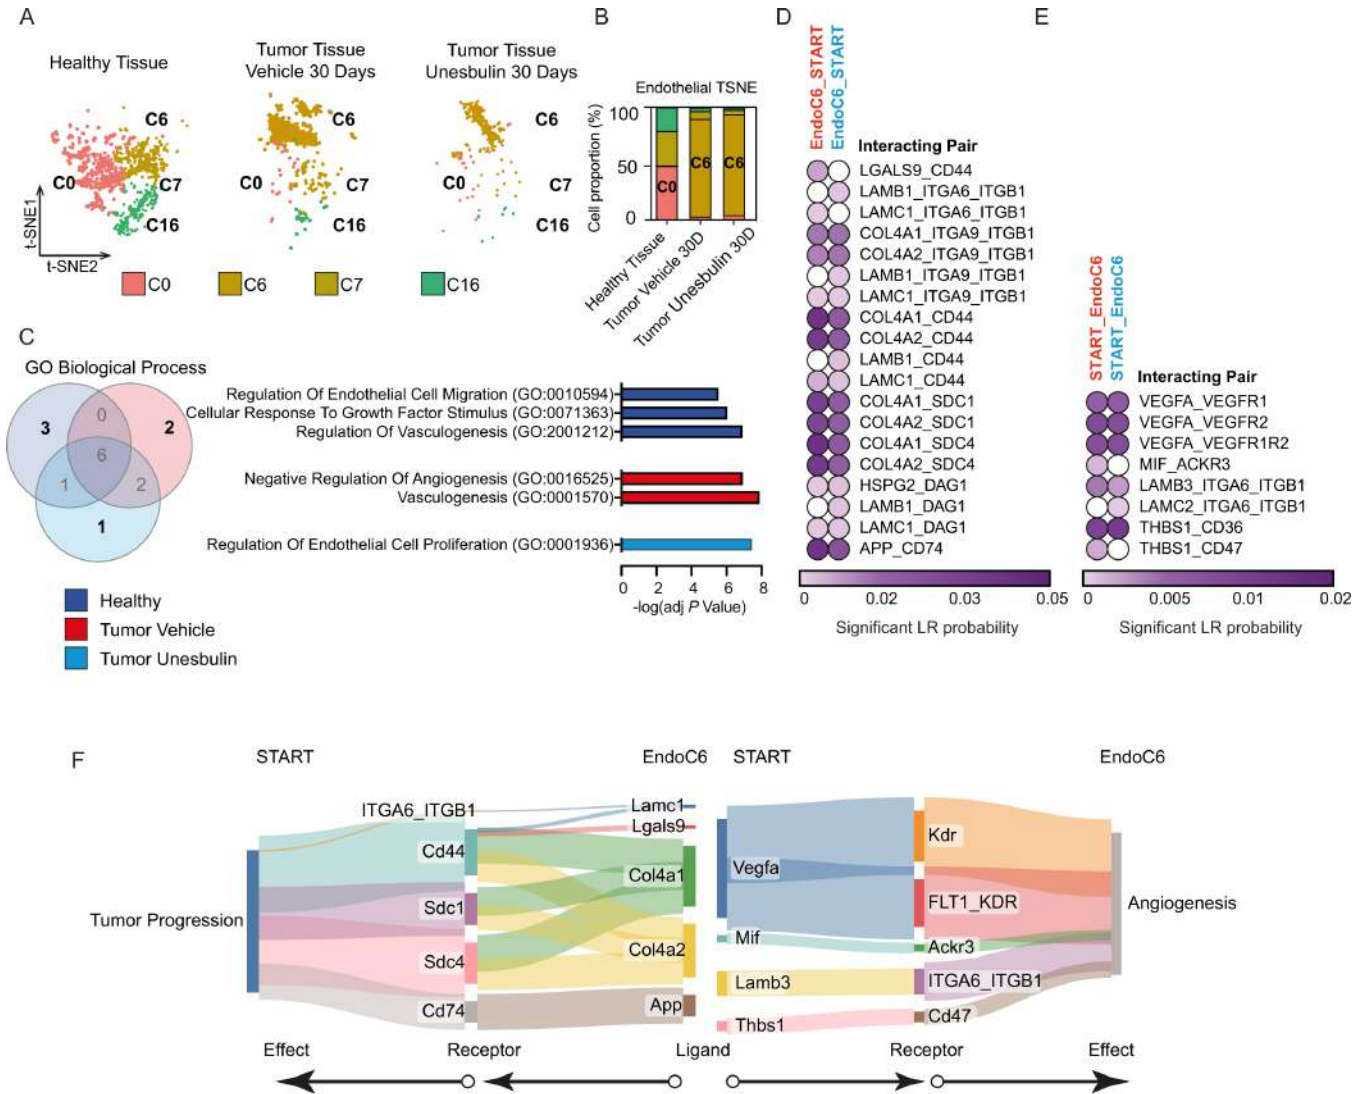 A
Healthy Tissue
Tumor Tissue
Vehicle 30 Days
Tumor Tissue
Unesbulin 30 Days
C6
C0
C7
C16
C6
C0
C7
C16
C6
C0
C7
C16
t-SNE1
t-SNE2
C0
C6
C7
C16
B
Endothelial TSNE
Cell proportion (%)
100
50
0
C0
C6
C6
Healthy Tissue
Tumor Vehicle 30D
Tumor Unesbulin 30D
C
GO Biological Process
3
0
2
6
1
2
1
Healthy
Tumor Vehicle
Tumor Unesbulin
Regulation Of Endothelial Cell Migration (GO:0010594)
Cellular Response To Growth Factor Stimulus (GO:0071363)
Regulation Of Vasculogenesis (GO:2001212)
Negative Regulation Of Angiogenesis (GO:0016525)
Vasculogenesis (GO:0001570)
Regulation Of Endothelial Cell Proliferation (GO:0001936)
0 2 4 6 8
-log(adj P Value)
D
EndoC6_START
EndoC6_START
Interacting Pair
LGALS9_CD44
LAMB1_ITGA6_ITGB1
LAMC1_ITGA6_ITGB1
COL4A1_ITGA9_ITGB1
COL4A2_ITGA9_ITGB1
LAMB1_ITGA9_ITGB1
LAMC1_ITGA9_ITGB1
COL4A1_CD44
COL4A2_CD44
LAMB1_CD44
LAMC1_CD44
COL4A1_SDC1
COL4A2_SDC1
COL4A1_SDC4
COL4A2_SDC4
HSPG2_DAG1
LAMB1_DAG1
LAMC1_DAG1
APP_CD74
0 0.02 0.03 0.05
Significant LR probability
E
START_EndoC6
START_EndoC6
Interacting Pair
VEGFA_VEGFR1
VEGFA_VEGFR2
VEGFA_VEGFR1R2
MIF_ACKR3
LAMB3_ITGA6_ITGB1
LAMC2_ITGA6_ITGB1
THBS1_CD36
THBS1_CD47
0 0.005 0.01 0.02
Significant LR probability
F
START
EndoC6
START
EndoC6
ITGA6_ITGB1
Cd44
Sdc1
Sdc4
Cd74
Tumor Progression
Lamc1
Lgals9
Col4a1
Col4a2
App
Vegfa
Mif
Lamb3
Thbs1
Kdr
FLT1_KDR
Ackr3
ITGA6_ITGB1
Cd47
Angiogenesis
Effect
Receptor
Ligand
Receptor
Effect